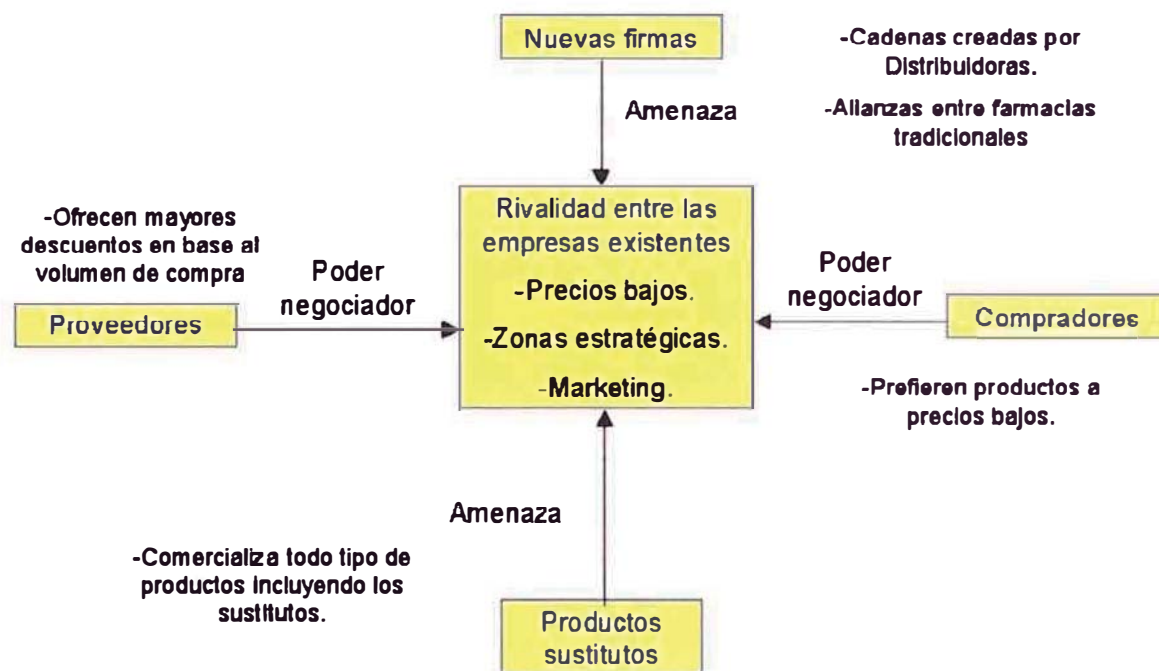 Nuevas firmas
-Cadenas creadas por
Distribuidoras.
-Alianzas entre farmacias
tradicionales
Amenaza
Rivalidad entre las
empresas existentes
-Precios bajos.
-Zonas estratégicas.
-Marketing.
-Ofrecen mayores
descuentos en base al
volumen de compra
Poder
negociador
Proveedores
Poder
negociador
Compradores
-Prefieren productos a
precios bajos.
Amenaza
-Comercializa todo tipo de
productos incluyendo los
sustitutos.
Productos
sustitutos